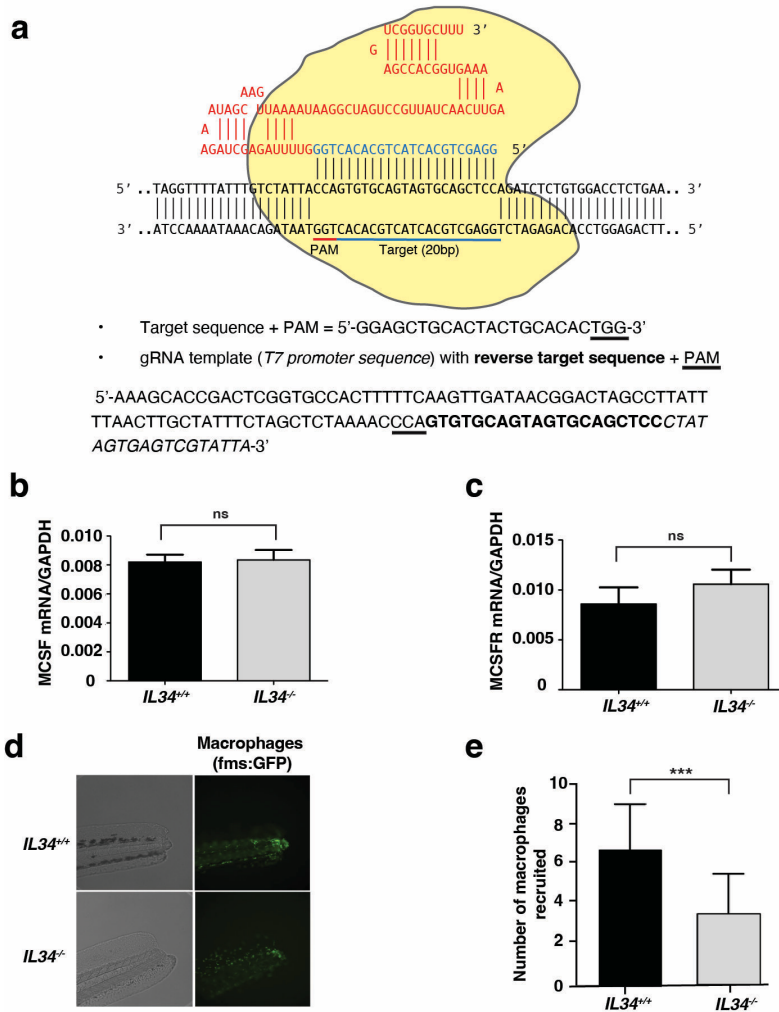 a
UCGGUGCUUU 3’
G
AGCCACGGUGAAA
A
AAG
AUAGC UUAAAAUAAGGCUAGUCCGUUAUCAACUUGA
A
AGAUCGAGAUUUUGGGTCACACGTCATCACGTCGAGG 5’
5’ ..TAGGTTTTATTTGTCTATTACCAGTGTGCAGTAGTGCAGCTCCAGATCTCTGTGGACCTCTGAA.. 3’
3’ ..ATCCAAAATAAACAGATAATGGTCACACGTCATCACGTCGAGGTCTAGAGACACCTGGAGACTT.. 5’
PAM Target (20bp)
• Target sequence + PAM = 5’-GGAGCTGCACTACTGCACACTGG-3’
• gRNA template (T7 promoter sequence) with reverse target sequence + PAM
5’-AAAGCACCGACTCGGTGCCACTTTTTCAAGTTGATAACGGACTAGCCTTATT
TTAACTTGCTATTTCTAGCTCTAAAACCCAGTGTGCAGTAGTGCAGCTCCCTAT
AGTGAGTCGTATTA-3’
b
MCSF mRNA/GAPDH
0.010
0.008
0.006
0.004
0.002
0
ns
IL34+/+ IL34-/-
c
MCSFR mRNA/GAPDH
0.015
0.010
0.005
0
ns
IL34+/+ IL34-/-
d
Macrophages
(fms:GFP)
IL34+/+
IL34-/-
e
Number of macrophages
recruited
10
8
6
4
2
0
***
IL34+/+ IL34-/-